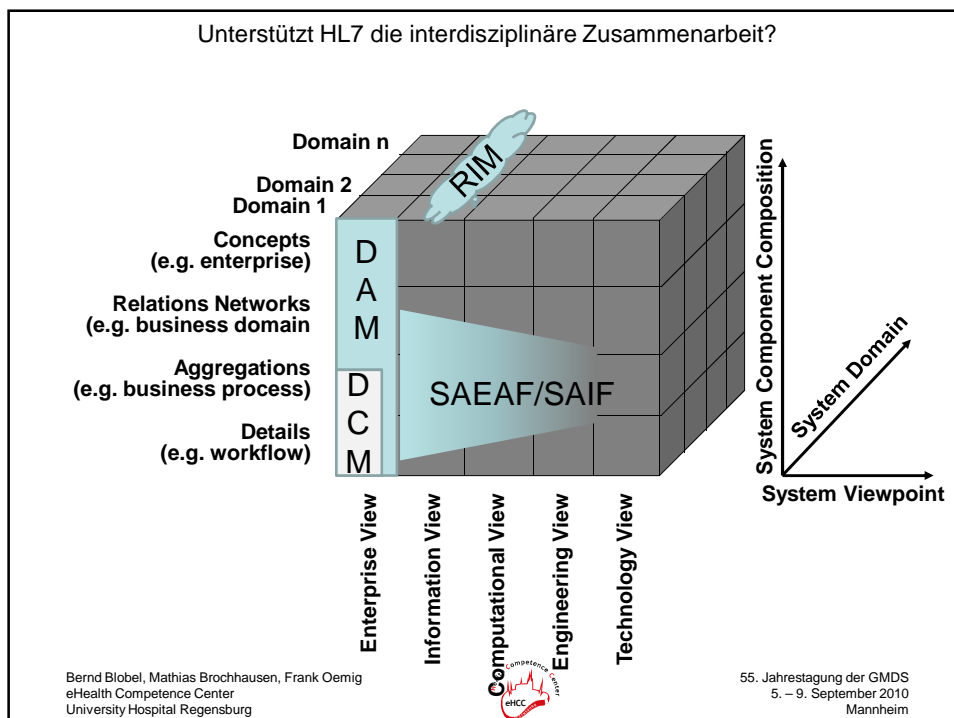 Unterstützt HL7 die interdisziplinäre Zusammenarbeit?
Domain n
Domain 2
Domain 1
Concepts
(e.g. enterprise)
Relations Networks
(e.g. business domain
Aggregations
(e.g. business process)
Details
(e.g. workflow)
RIM
DAM
DCM
SAEAF/SAIF
System Component Composition
System Domain
System Viewpoint
Enterprise View
Information View
Computational View
Engineering View
Technology View
Bernd Blobel, Mathias Brochhausen, Frank Oemig
eHealth Competence Center
University Hospital Regensburg
Competence Center
eHCC
55. Jahrestagung der GMDS
5. – 9. September 2010
Mannheim